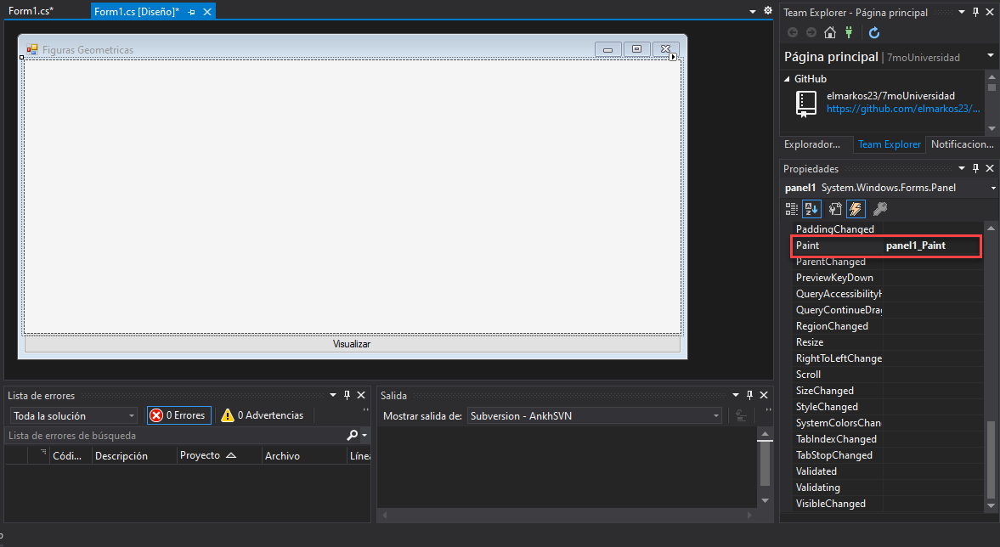 Form1.cs*
Form1.cs [Diseño]*
Figuras Geometricas
Visualizar
Team Explorer - Página principal
Página principal | 7moUniversidad
GitHub
elmarkos23/7moUniversidad
https://github.com/elmarkos23/...
Explorador...
Team Explorer
Notificacion...
Propiedades
panel1 System.Windows.Forms.Panel
PaddingChanged
Paint panel1_Paint
ParentChanged
PreviewKeyDown
QueryAccessibilityH
QueryContinueDrag
RegionChanged
Resize
RightToLeftChange
Scroll
SizeChanged
StyleChanged
SystemColorsChan
TabIndexChanged
TabStopChanged
Validated
Validating
VisibleChanged
Lista de errores
Toda la solución
0 Errores
0 Advertencias
Lista de errores de búsqueda
Códi...
Descripción
Proyecto
Archivo
Línea
Salida
Mostrar salida de: Subversion - AnkhSVN